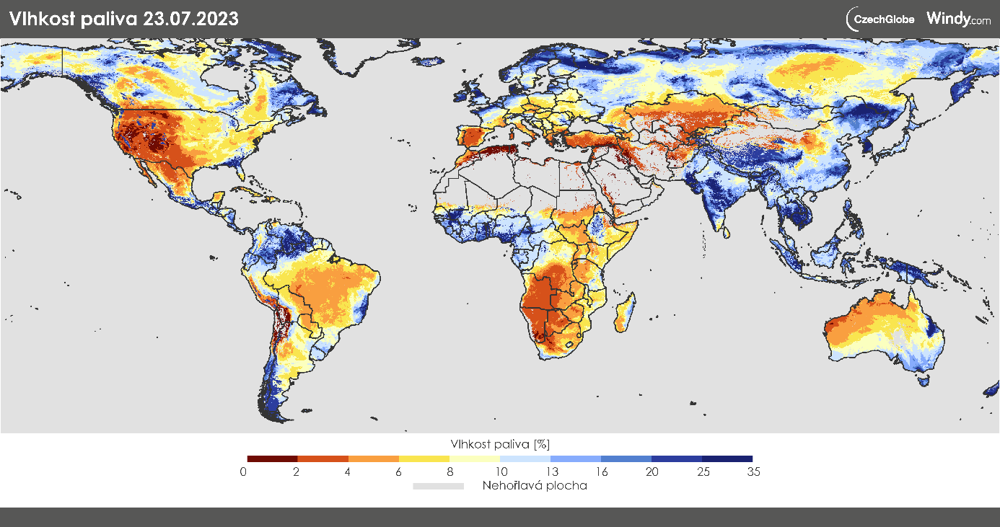 Vlhkost paliva 23.07.2023
CzechGlobe Windy.com
Vlhkost paliva [%]
0 2 4 6 8 10 13 16 20 25 35
Nehořlavá plocha